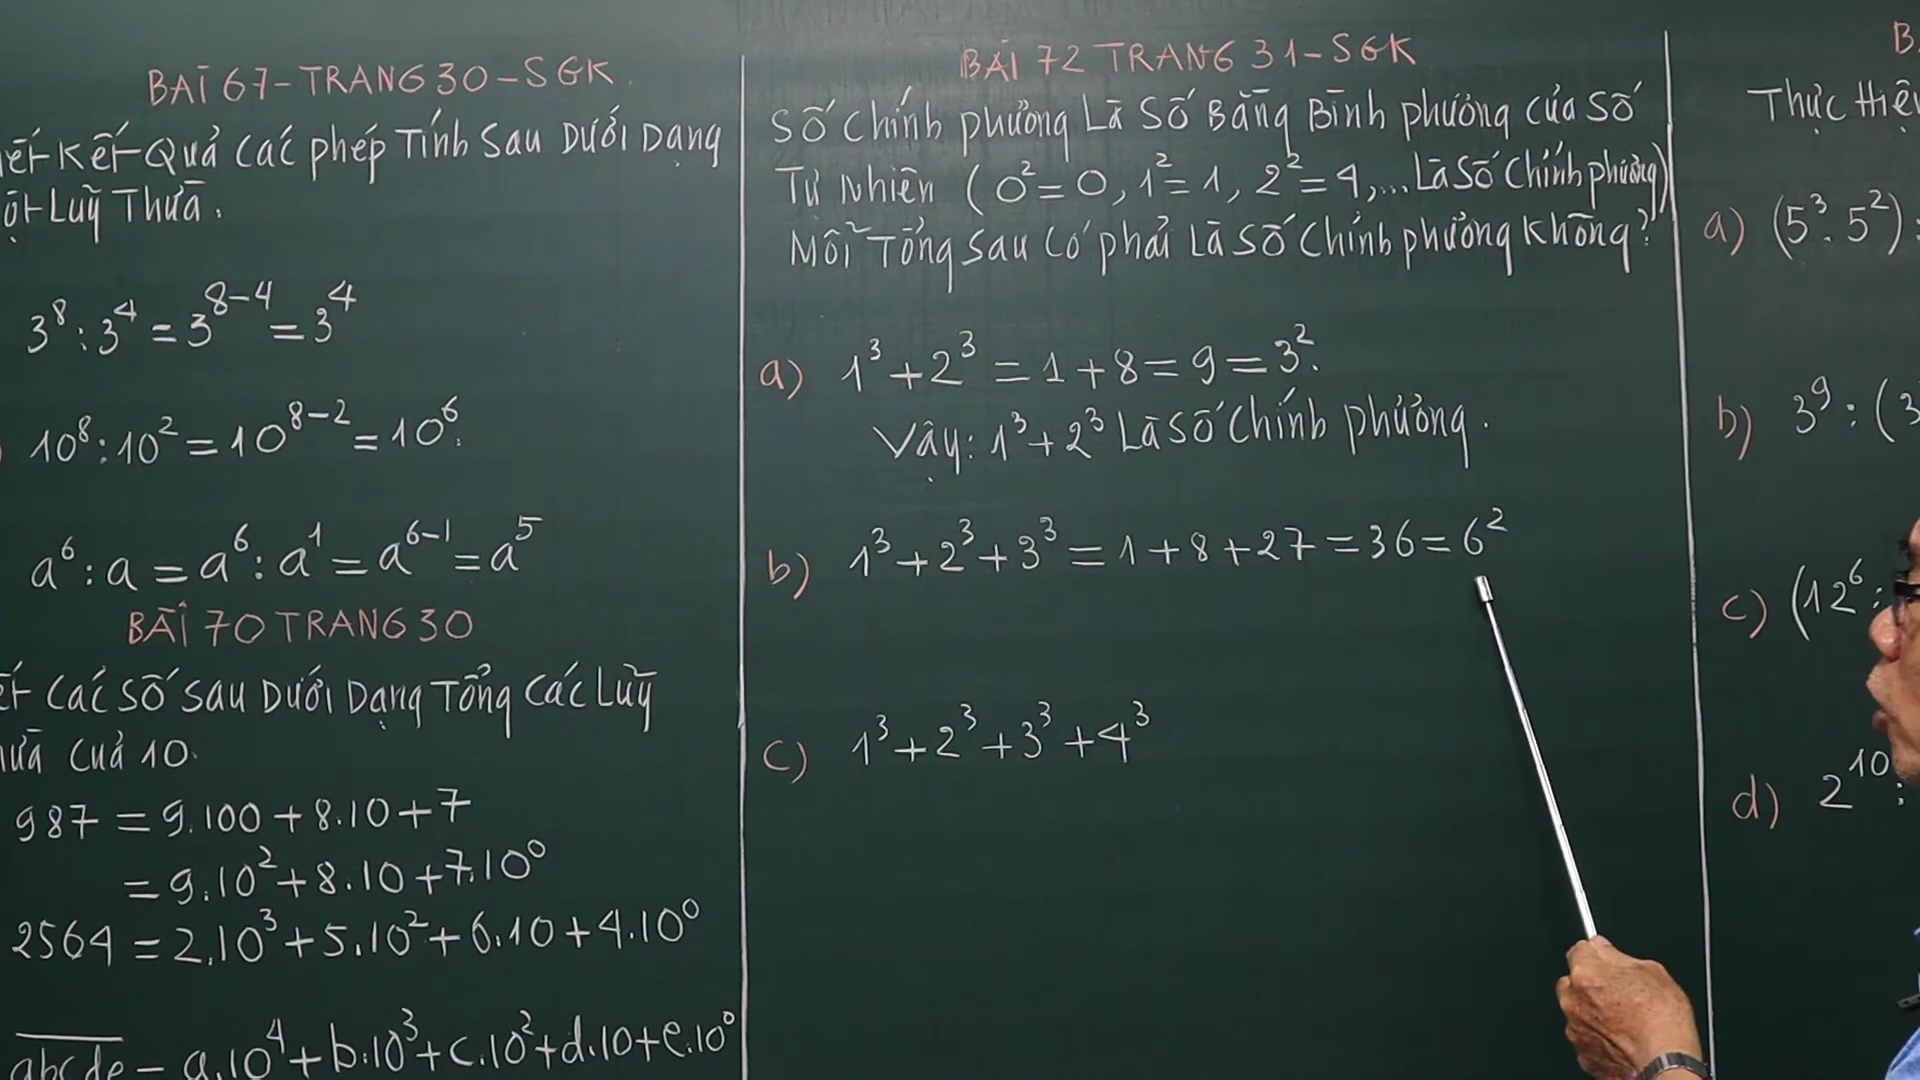 BÀI 67-TRANG 30-SGK
Kết Quả các phép Tính Sau Dưới Dạng
Luỹ Thừa.
3⁸:3⁴=3⁸⁻⁴=3⁴
10⁸:10²=10⁸⁻²=10⁶.
a⁶:a=a⁶:a¹=a⁶⁻¹=a⁵
BÀI 70 TRANG 30
Các Số Sau Dưới Dạng Tổng Các Luỹ
Của 10.
987=9.100+8.10+7
=9.10²+8.10+7.10⁰
2564=2.10³+5.10²+6.10+4.10⁰
abcde=a.10⁴+b.10³+c.10²+d.10+e.10⁰
BÀI 72 TRANG 31-SGK
Số Chính phương Là Số Bằng Bình phương của Số
Tự Nhiên (0²=0, 1²=1, 2²=4,... Là Số Chính phương)
Mỗi Tổng Sau Có phải Là Số Chính phương Không?
a) 1³+2³=1+8=9=3².
Vậy: 1³+2³ Là Số Chính phương.
b) 1³+2³+3³=1+8+27=36=6²
c) 1³+2³+3³+4³
Thực
a) (5³.5²)
b) 3⁹:(3
c) (12⁶:
d) 2¹⁰: